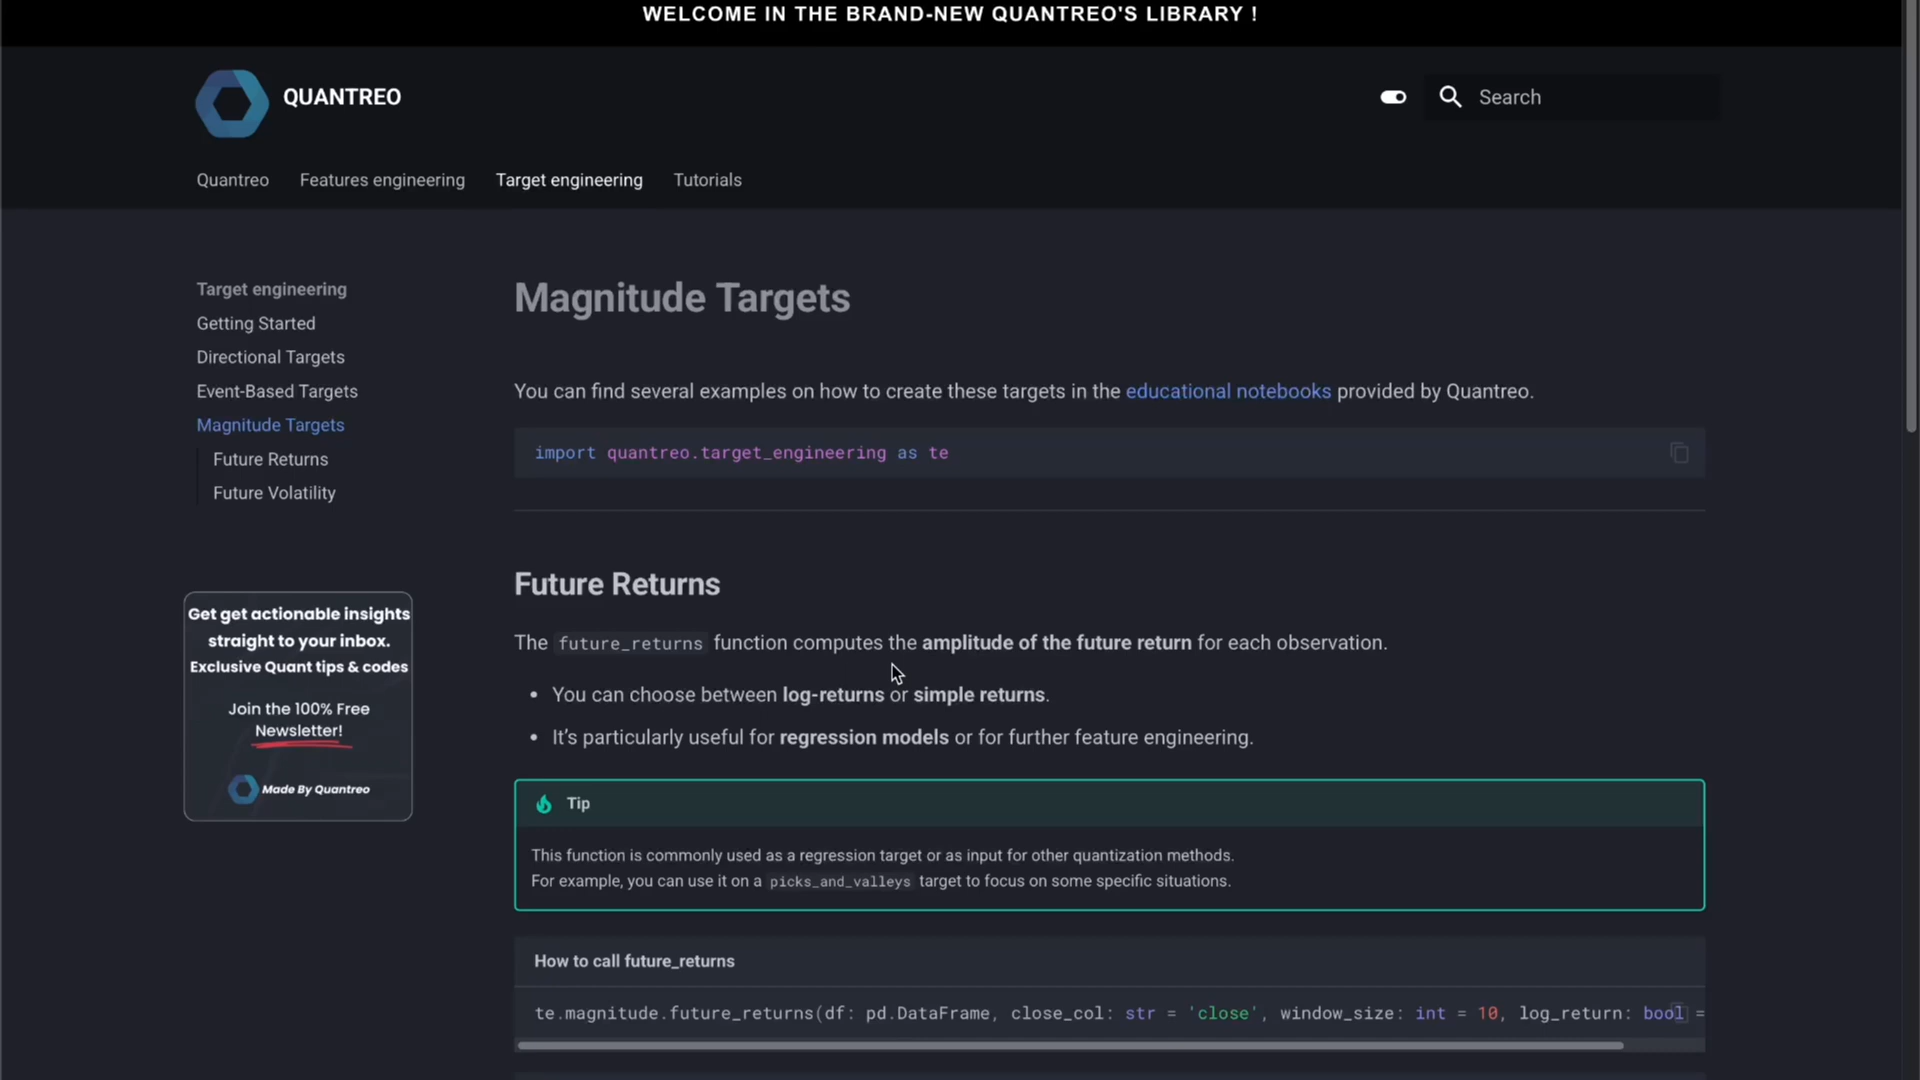 WELCOME IN THE BRAND-NEW QUANTREO'S LIBRARY !
QUANTREO
Search
Quantreo
Features engineering
Target engineering
Tutorials
Target engineering
Getting Started
Directional Targets
Event-Based Targets
Magnitude Targets
Future Returns
Future Volatility
Get get actionable insights
straight to your inbox.
Exclusive Quant tips & codes
Join the 100% Free
Newsletter!
Made By Quantreo
Magnitude Targets
You can find several examples on how to create these targets in the educational notebooks provided by Quantreo.
import quantreo.target_engineering as te
Future Returns
The future_returns function computes the amplitude of the future return for each observation.
• You can choose between log-returns or simple returns.
• It's particularly useful for regression models or for further feature engineering.
Tip
This function is commonly used as a regression target or as input for other quantization methods.
For example, you can use it on a picks_and_valleys target to focus on some specific situations.
How to call future_returns
te.magnitude.future_returns(df: pd.DataFrame, close_col: str = 'close', window_size: int = 10, log_return: bool =